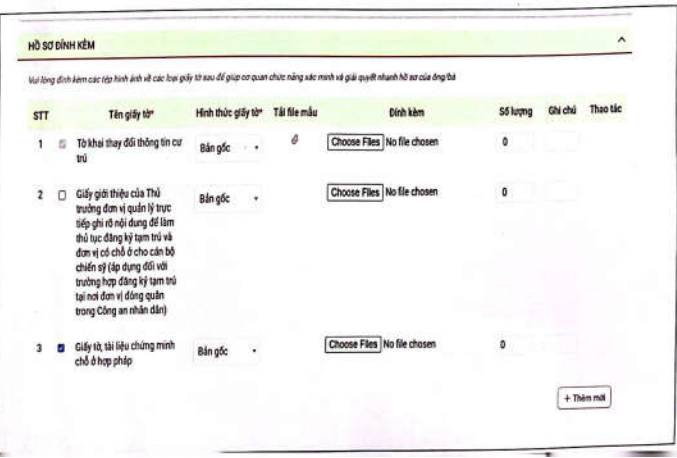 HỒ SƠ ĐÍNH KÈM
Vui lòng đính kèm các tệp hình ảnh về các loại giấy tờ sau để giúp cơ quan chức năng xác minh và giải quyết nhanh hồ sơ của ông/bà
STT Tên giấy tờ* Hình thức giấy tờ* Tải file mẫu Đính kèm Số lượng Ghi chú Thao tác
1 Tờ khai thay đổi thông tin cư Bản gốc Choose Files No file chosen 0
trú
2 Giấy giới thiệu của Thủ Bản gốc Choose Files No file chosen 0
trưởng đơn vị quản lý trực
tiếp ghi rõ nội dung để làm
thủ tục đăng ký tạm trú và
đơn vị có chỗ ở cho cán bộ
chiến sỹ (áp dụng đối với
trường hợp đăng ký tạm trú
tại nơi đơn vị đóng quân
trong Công an nhân dân)
3 Giấy tờ, tài liệu chứng minh Bản gốc Choose Files No file chosen 0
chỗ ở hợp pháp
+ Thêm mới